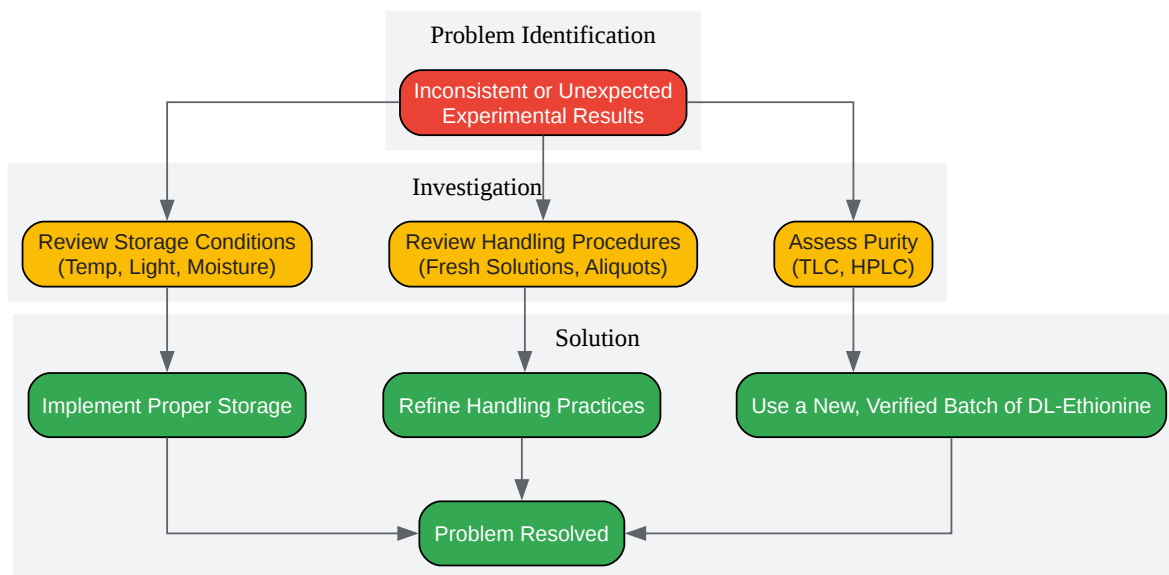 Problem Identification
Inconsistent or Unexpected
Experimental Results
Investigation
Review Storage Conditions
(Temp, Light, Moisture)
Review Handling Procedures
(Fresh Solutions, Aliquots)
Assess Purity
(TLC, HPLC)
Solution
Implement Proper Storage
Refine Handling Practices
Use a New, Verified Batch of DL-Ethionine
Problem Resolved